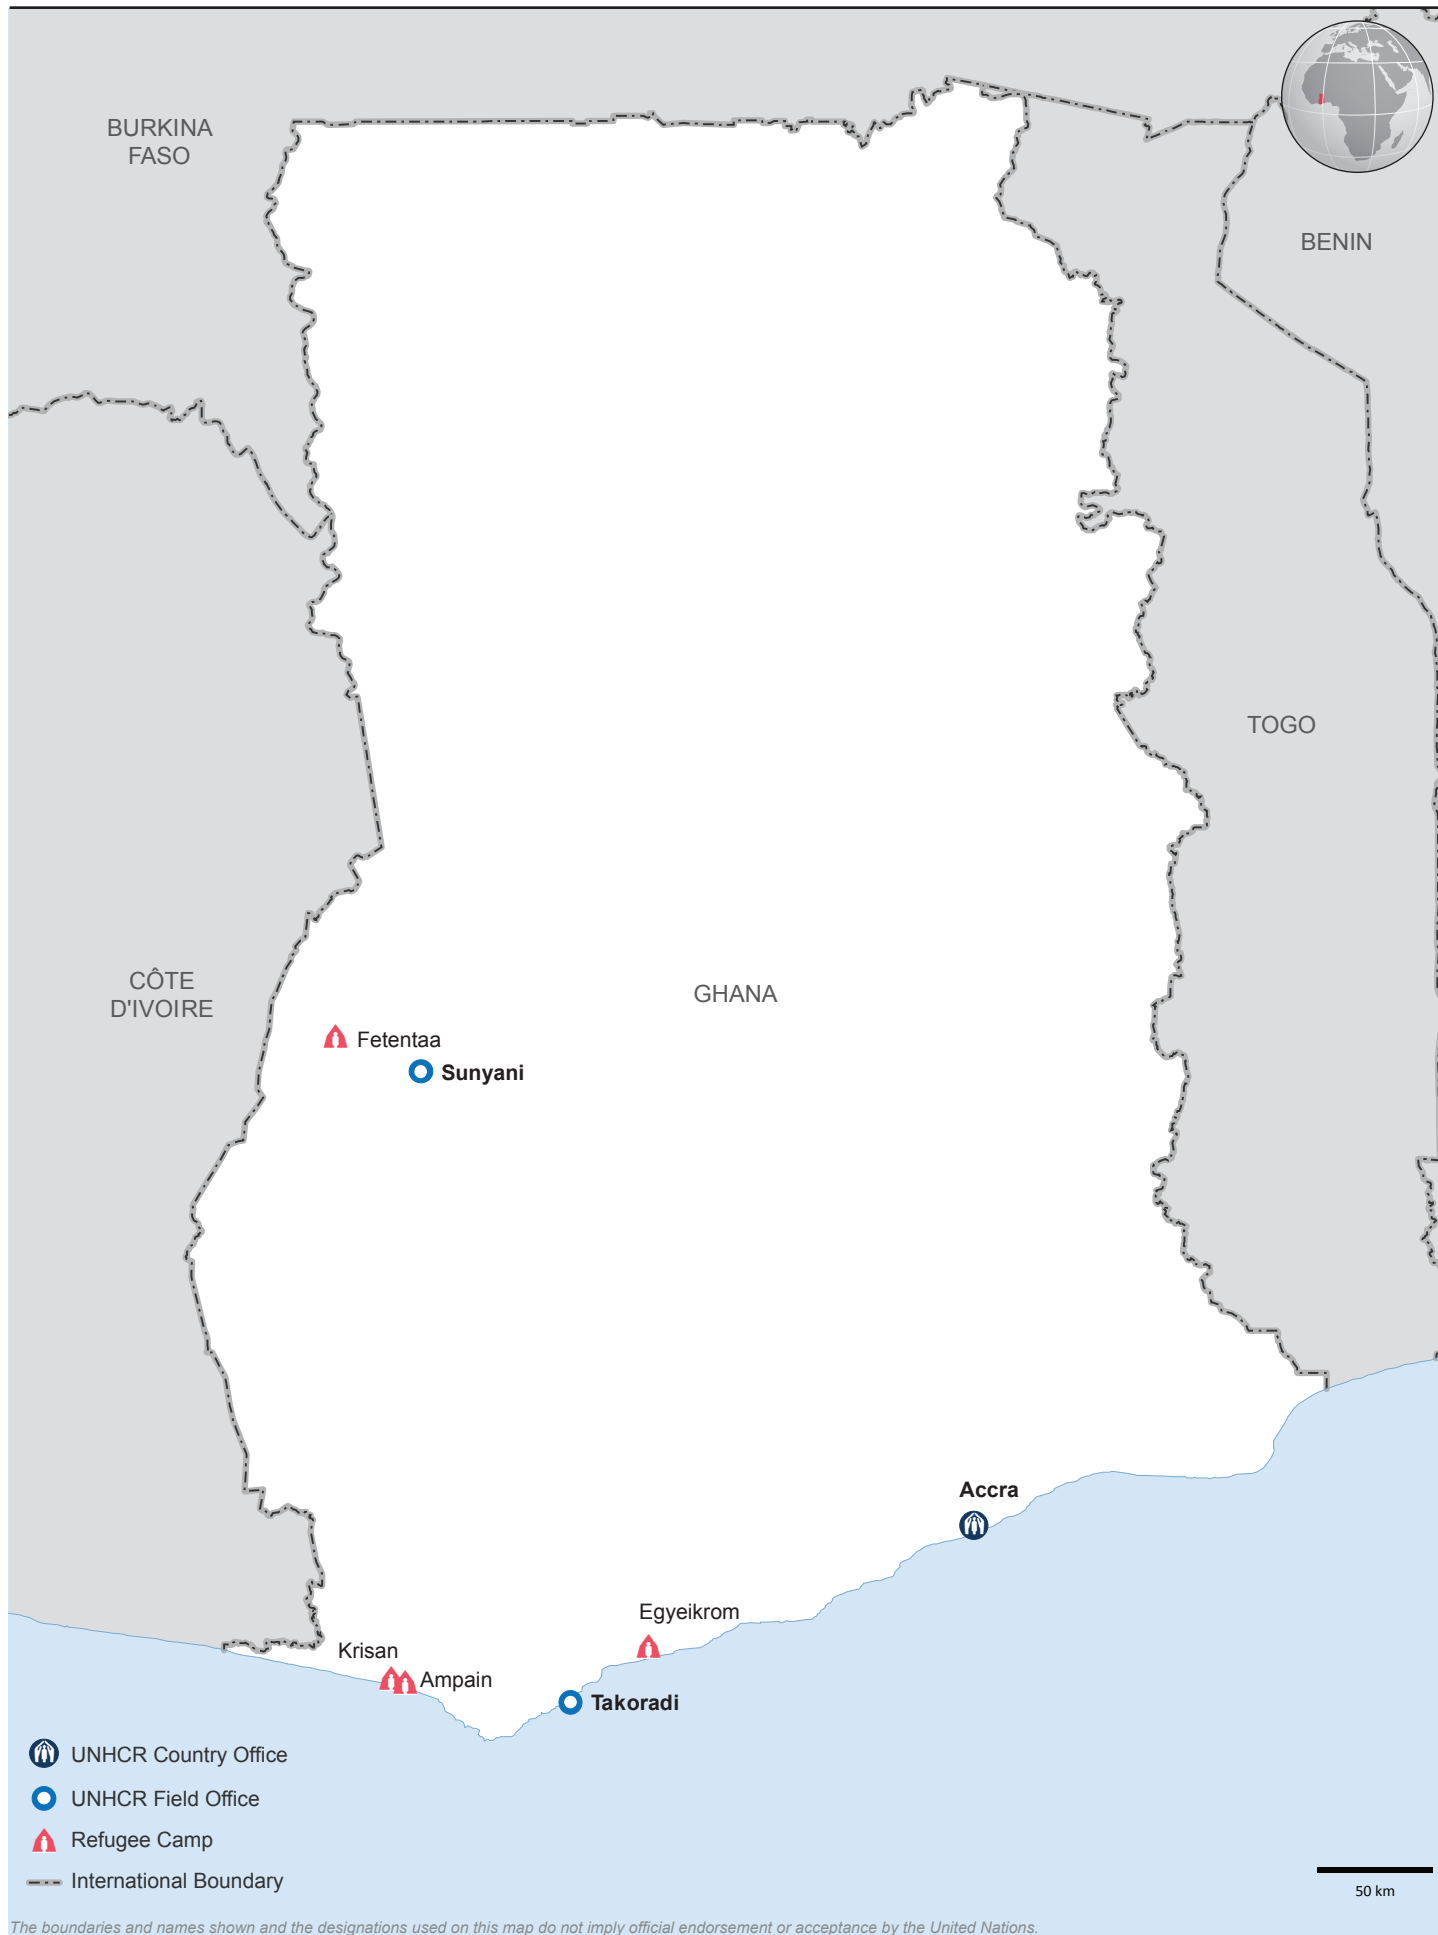 BURKINA
FASO
BENIN
TOGO
CÔTE
D'IVOIRE
GHANA
Fetentaa
Sunyani
Accra
Egyeikrom
Krisan
Ampain
Takoradi
UNHCR Country Office
UNHCR Field Office
Refugee Camp
International Boundary
50 km
The boundaries and names shown and the designations used on this map do not imply official endorsement or acceptance by the United Nations.